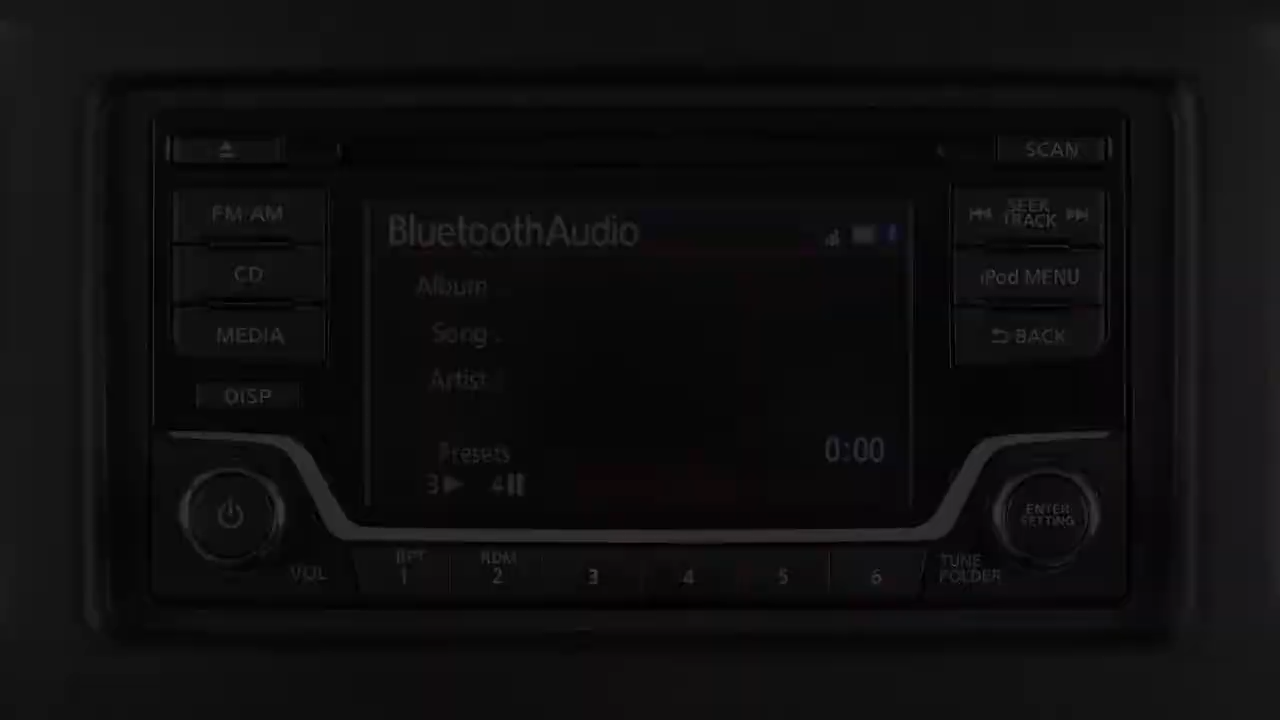 SCAN
FM·AM
SEEK
TRACK
BluetoothAudio
CD
iPod MENU
Album :
Song :
MEDIA
BACK
Artist :
DISP
Presets
0:00
3 4
ENTER
SETTING
VOL
RPT
1
RDM
2
3
4
5
6
TUNE
FOLDER